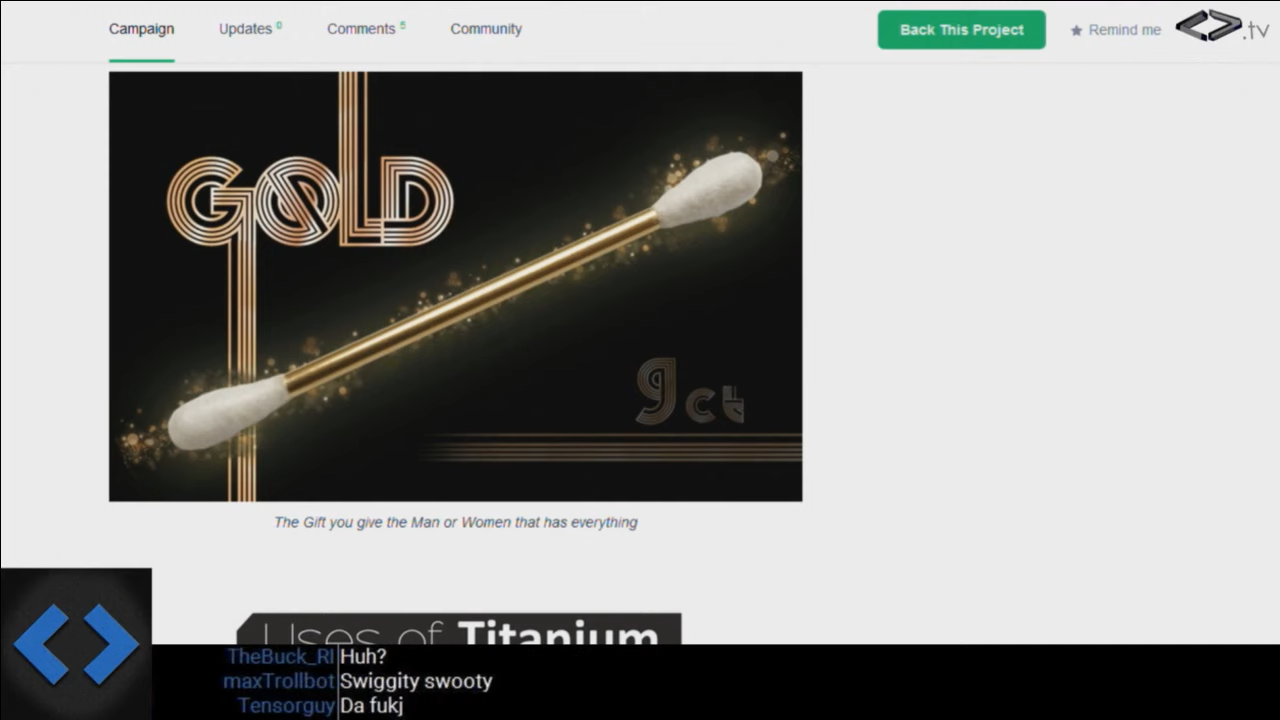 Campaign Updates 0 Comments 5 Community Back This Project Remind me <>.tv
GOLD
gct
The Gift you give the Man or Women that has everything
Uses of Titanium
TheBuck_RI Huh?
maxTrollbot Swiggity swooty
Tensorguy Da fukj